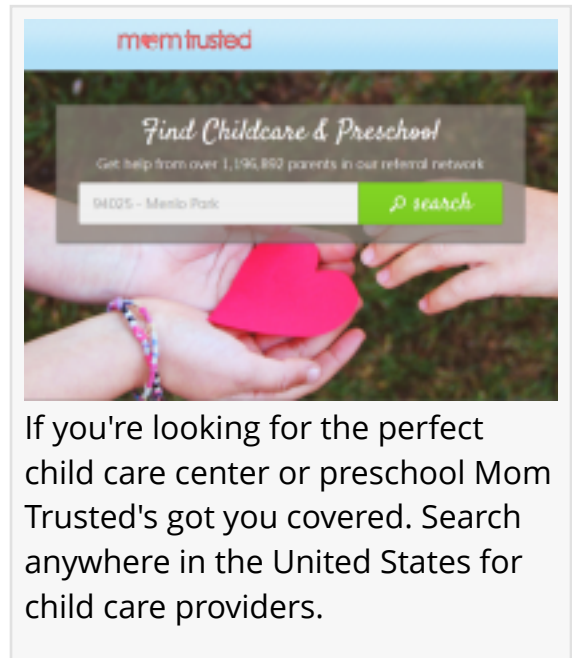 momtrusted
Find Childcare & Preschool
Get help from over 1,196,892 parents in our referral network
94025 - Menlo Park
search
If you're looking for the perfect
child care center or preschool Mom
Trusted's got you covered. Search
anywhere in the United States for
child care providers.